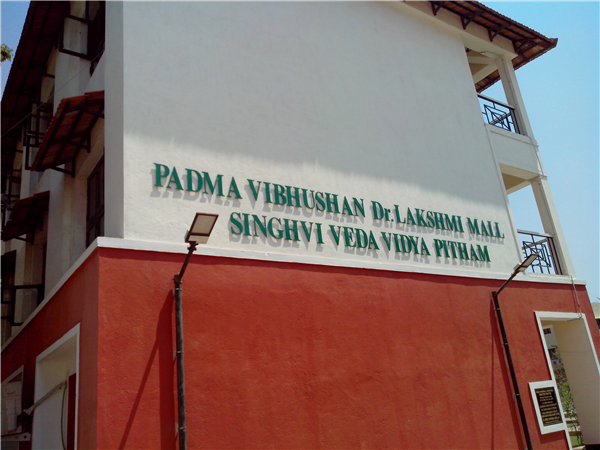 PADMA VIBHUSHAN Dr. LAKSHMI MALL
SINGHVI VEDA VIDYA PITHAM